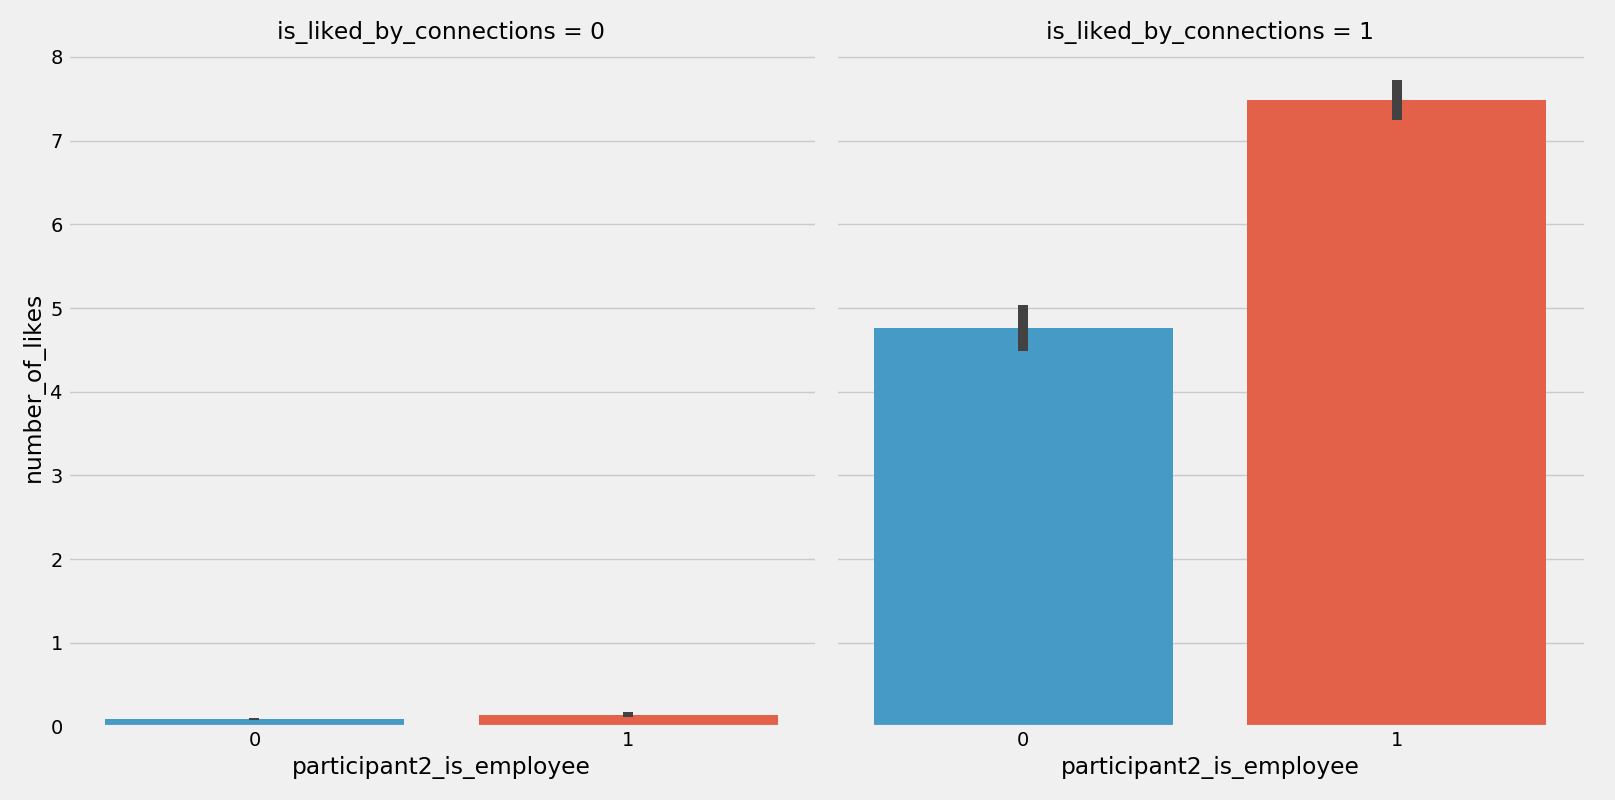 is_liked_by_connections = 0
is_liked_by_connections = 1
number_of_likes
8
7
6
5
4
3
2
1
0
0
1
0
1
participant2_is_employee
participant2_is_employee